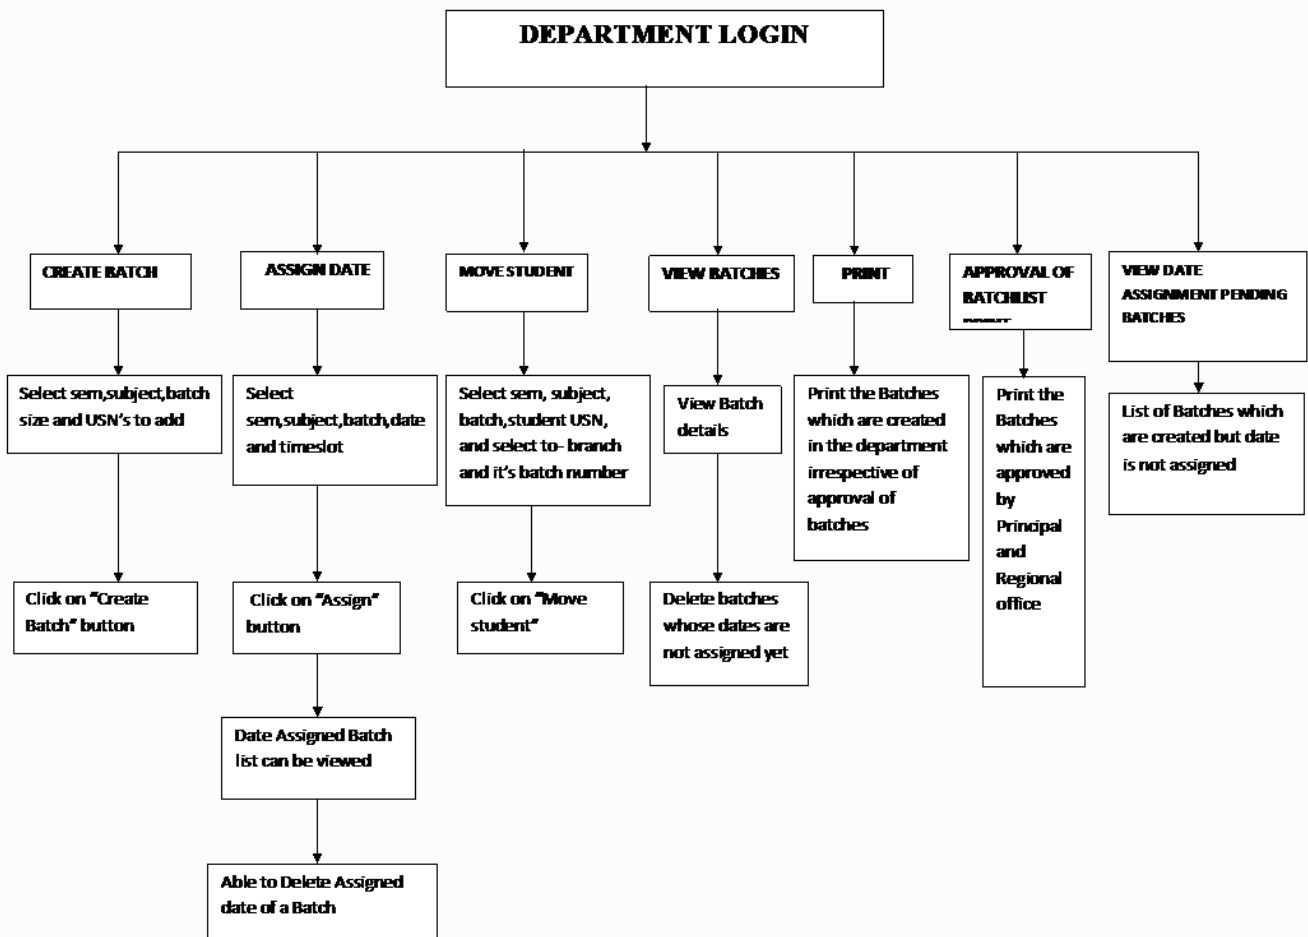 DEPARTMENT LOGIN
CREATE BATCH
ASSIGN DATE
MOVE STUDENT
VIEW BATCHES
PRINT
APPROVAL OF
BATCHLIST
VIEW DATE
ASSIGNMENT PENDING
BATCHES
Select sem,subject,batch
size and USN's to add
Select
sem,subject,batch,date
and timeslot
Select sem, subject,
batch,student USN,
and select to- branch
and it's batch number
View Batch
details
Print the Batches
which are created
in the department
irrespective of
approval of
batches
Print the
Batches
which are
approved
by
Principal
and
Regional
office
List of Batches which
are created but date
is not assigned
Click on "Create
Batch" button
Click on "Assign"
button
Click on "Move
student"
Delete batches
whose dates are
not assigned yet
Date Assigned Batch
list can be viewed
Able to Delete Assigned
date of a Batch